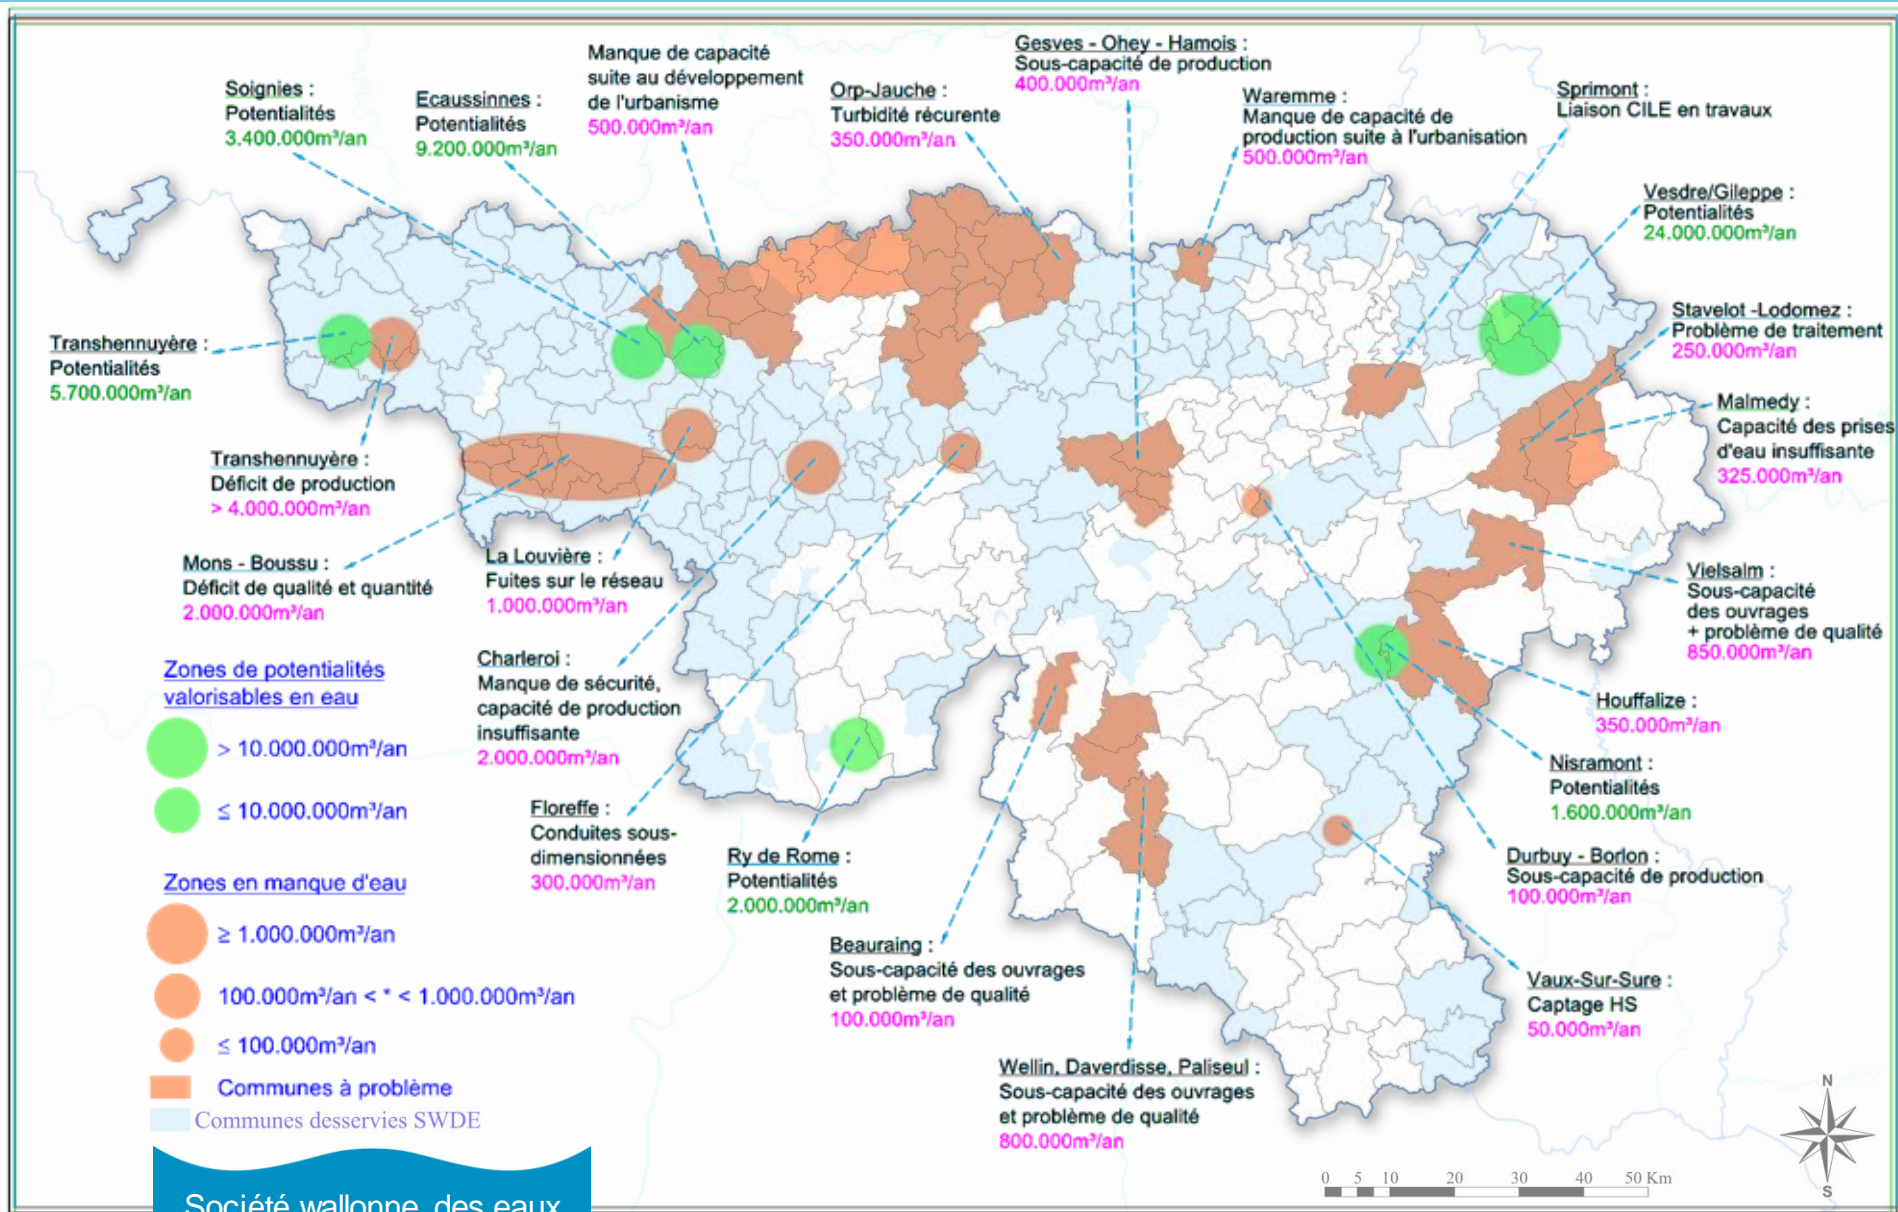 Soignies :
Potentialités
3.400.000m³/an
Ecaussinnes :
Potentialités
9.200.000m³/an
Manque de capacité
suite au développement
de l'urbanisme
500.000m³/an
Orp-Jauche :
Turbidité récurente
350.000m³/an
Gesves - Ohey - Hamois :
Sous-capacité de production
400.000m³/an
Waremme :
Manque de capacité de
production suite à l'urbanisation
500.000m³/an
Sprimont :
Liaison CILE en travaux
Vesdre/Gileppe :
Potentialités
24.000.000m³/an
Stavelot -Lodomez :
Problème de traitement
250.000m³/an
Malmedy :
Capacité des prises
d'eau insuffisante
325.000m³/an
Vielsalm :
Sous-capacité
des ouvrages
+ problème de qualité
850.000m³/an
Houffalize :
350.000m³/an
Nisramont :
Potentialités
1.600.000m³/an
Durbuy - Borlon :
Sous-capacité de production
100.000m³/an
Vaux-Sur-Sure :
Captage HS
50.000m³/an
Transhennuyère :
Potentialités
5.700.000m³/an
Transhennuyère :
Déficit de production
> 4.000.000m³/an
Mons - Boussu :
Déficit de qualité et quantité
2.000.000m³/an
La Louvière :
Fuites sur le réseau
1.000.000m³/an
Charleroi :
Manque de sécurité,
capacité de production
insuffisante
2.000.000m³/an
Floreffe :
Conduites sous-
dimensionnées
300.000m³/an
Ry de Rome :
Potentialités
2.000.000m³/an
Beauraing :
Sous-capacité des ouvrages
et problème de qualité
100.000m³/an
Wellin, Daverdisse, Paliseul :
Sous-capacité des ouvrages
et problème de qualité
800.000m³/an
Zones de potentialités
valorisables en eau
> 10.000.000m³/an
≤ 10.000.000m³/an
Zones en manque d'eau
≥ 1.000.000m³/an
100.000m³/an < * < 1.000.000m³/an
≤ 100.000m³/an
Communes à problème
Communes desservies SWDE
Société wallonne des eaux
N
S
0 5 10 20 30 40 50 Km